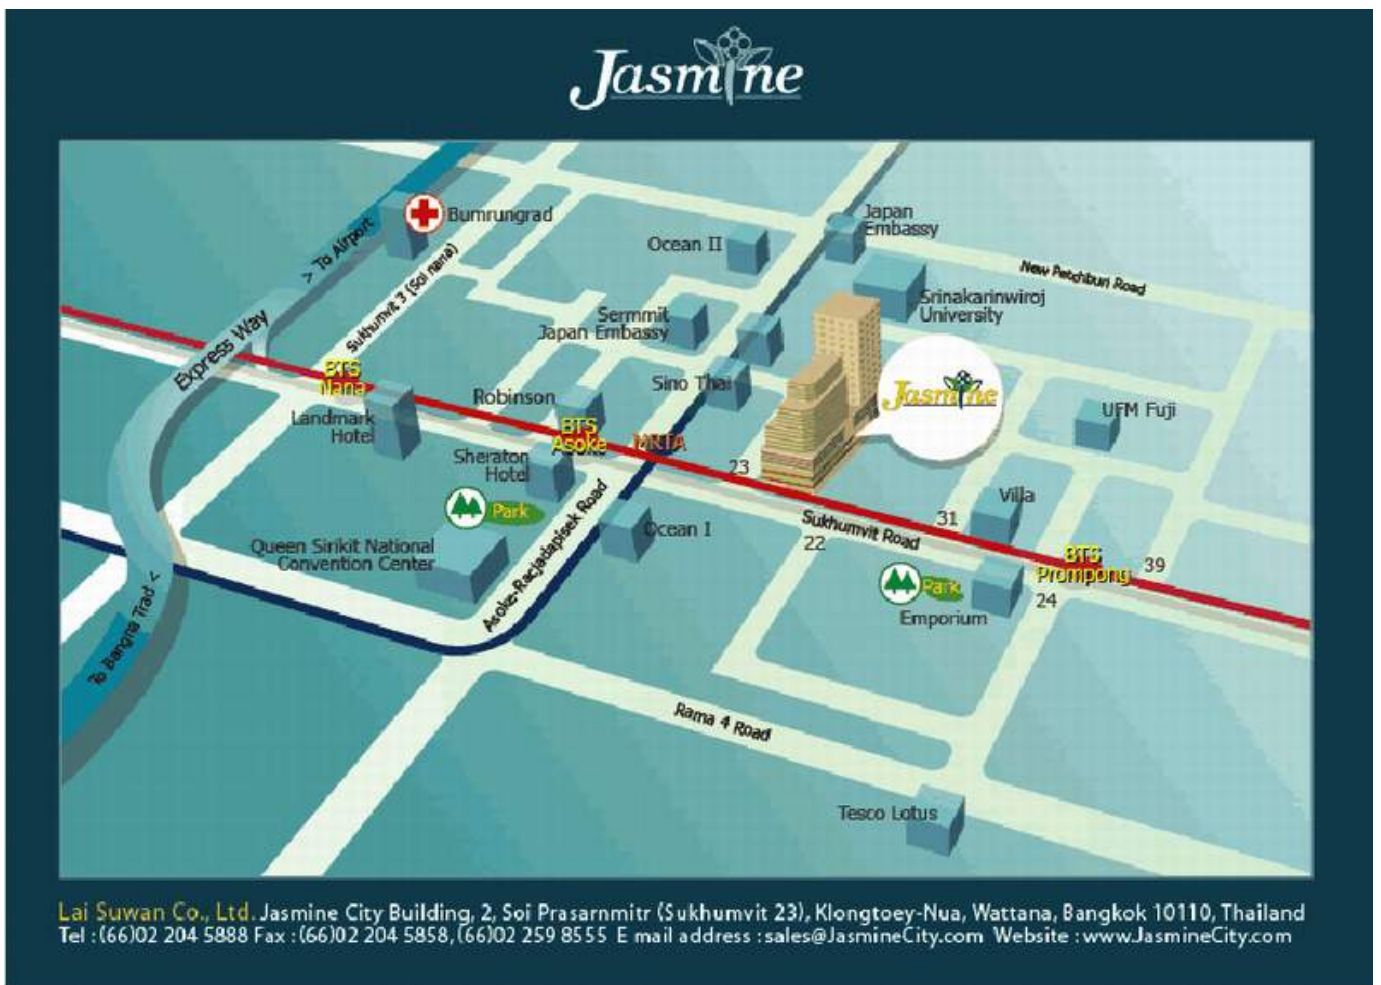 Jasmine
Bumrungrad
> To Airport
Sukhumvit 3 (Soi nana)
Express Way
Ocean II
Japan
Embassy
New Petchburi Road
Srinakarinwiroj
University
Sermmit
Japan Embassy
Sino Thai
Jasmine
UFM Fuji
BTS
Nana
Landmark
Hotel
Robinson
BTS
Asoke
MRTA
Sheraton
Hotel
23
Park
Asoke-Racjadapisek Road
Ocean I
Queen Sirikit National
Convention Center
Sukhumvit Road
22
31
Villa
BTS
Prompong
39
24
Park
Emporium
To Bangna Trad <
Rama 4 Road
Tesco Lotus
Lai Suwan Co., Ltd. Jasmine City Building, 2, Soi Prasarnmitr (Sukhumvit 23), Klongtoey-Nua, Wattana, Bangkok 10110, Thailand
Tel :(66)02 204 5888 Fax :(66)02 204 5858,(66)02 259 8555 E mail address :sales@JasmineCity.com Website :www.JasmineCity.com